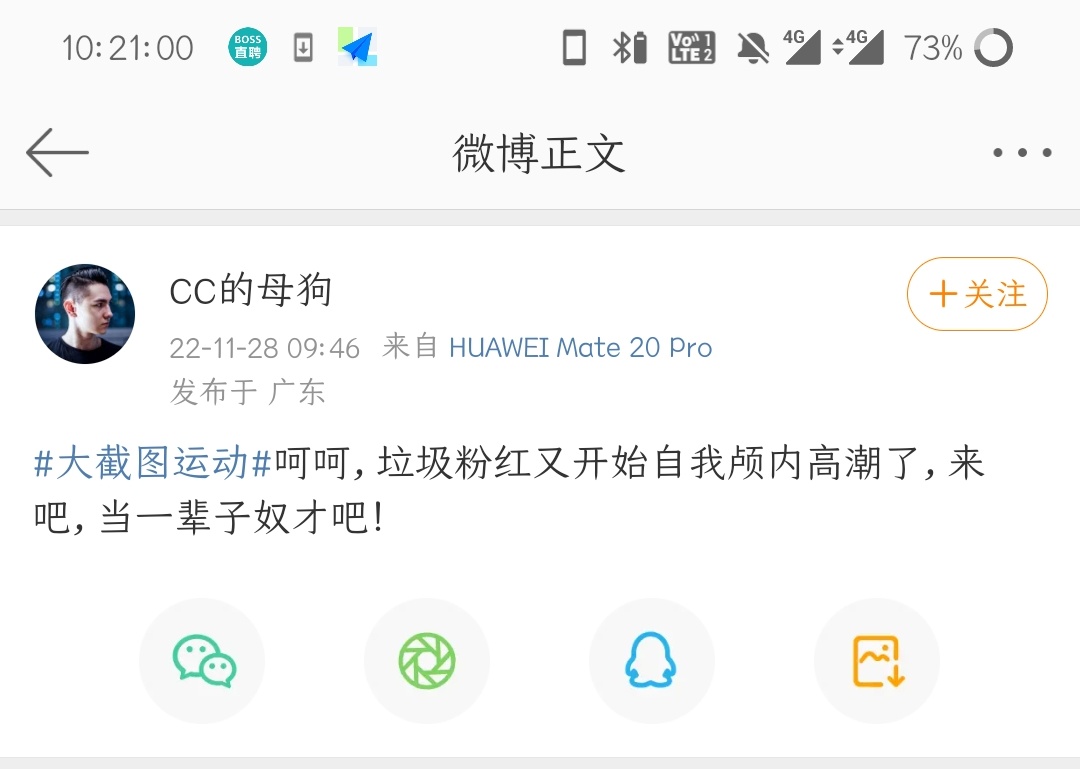 10:21:00 BOSS 直聘 Vo 1 LTE 2 4G 4G 73%
微博正文
CC的母狗
+关注
22-11-28 09:46 来自 HUAWEI Mate 20 Pro
发布于 广东
#大截图运动#呵呵,垃圾粉红又开始自我颅内高潮了,来
吧,当一辈子奴才吧!